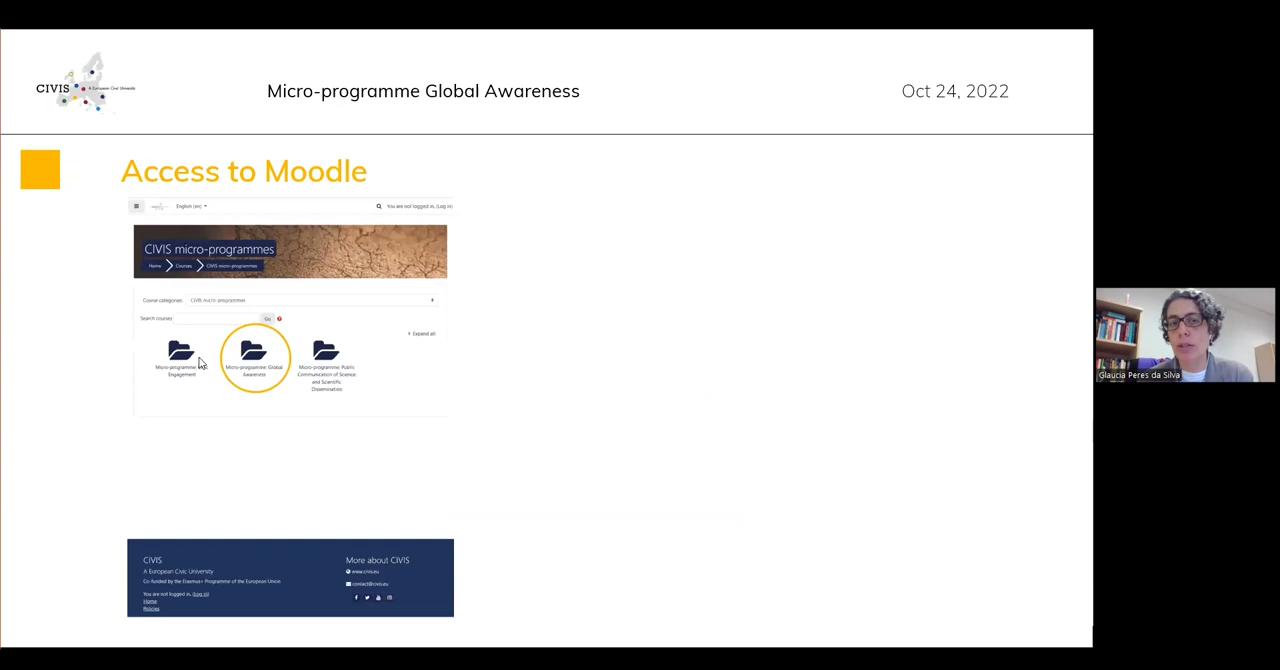 CIVIS A European Civic University
Micro-programme Global Awareness
Oct 24, 2022
Access to Moodle
English (en)
You are not logged in. (Log in)
CIVIS micro-programmes
Home
Courses
CIVIS micro-programmes
Course categories:
CIVIS micro-programmes
Search courses
Go
Expand all
Micro-programme:
Engagement
Micro-programme: Global
Awareness
Micro-programme: Public
Communication of Science
and Scientific
Dissemination
Glaucia Peres da Silva
CIVIS
A European Civic University
Co-funded by the Erasmus+ Programme of the European Union
You are not logged in. (Log in)
Home
Policies
More about CIVIS
www.civis.eu
contact@civis.eu